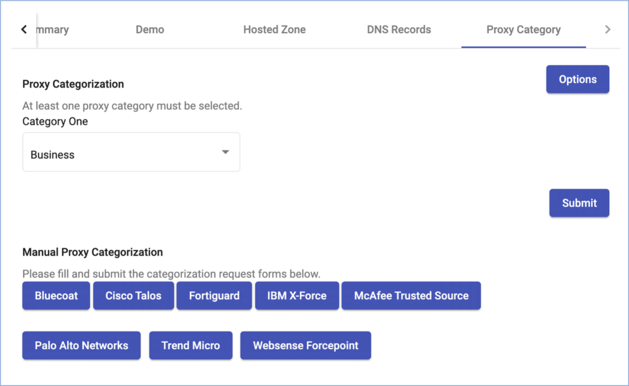 mmary Demo Hosted Zone DNS Records Proxy Category
Proxy Categorization
Options
At least one proxy category must be selected.
Category One
Business
Submit
Manual Proxy Categorization
Please fill and submit the categorization request forms below.
Bluecoat Cisco Talos Fortiguard IBM X-Force McAfee Trusted Source
Palo Alto Networks Trend Micro Websense Forcepoint